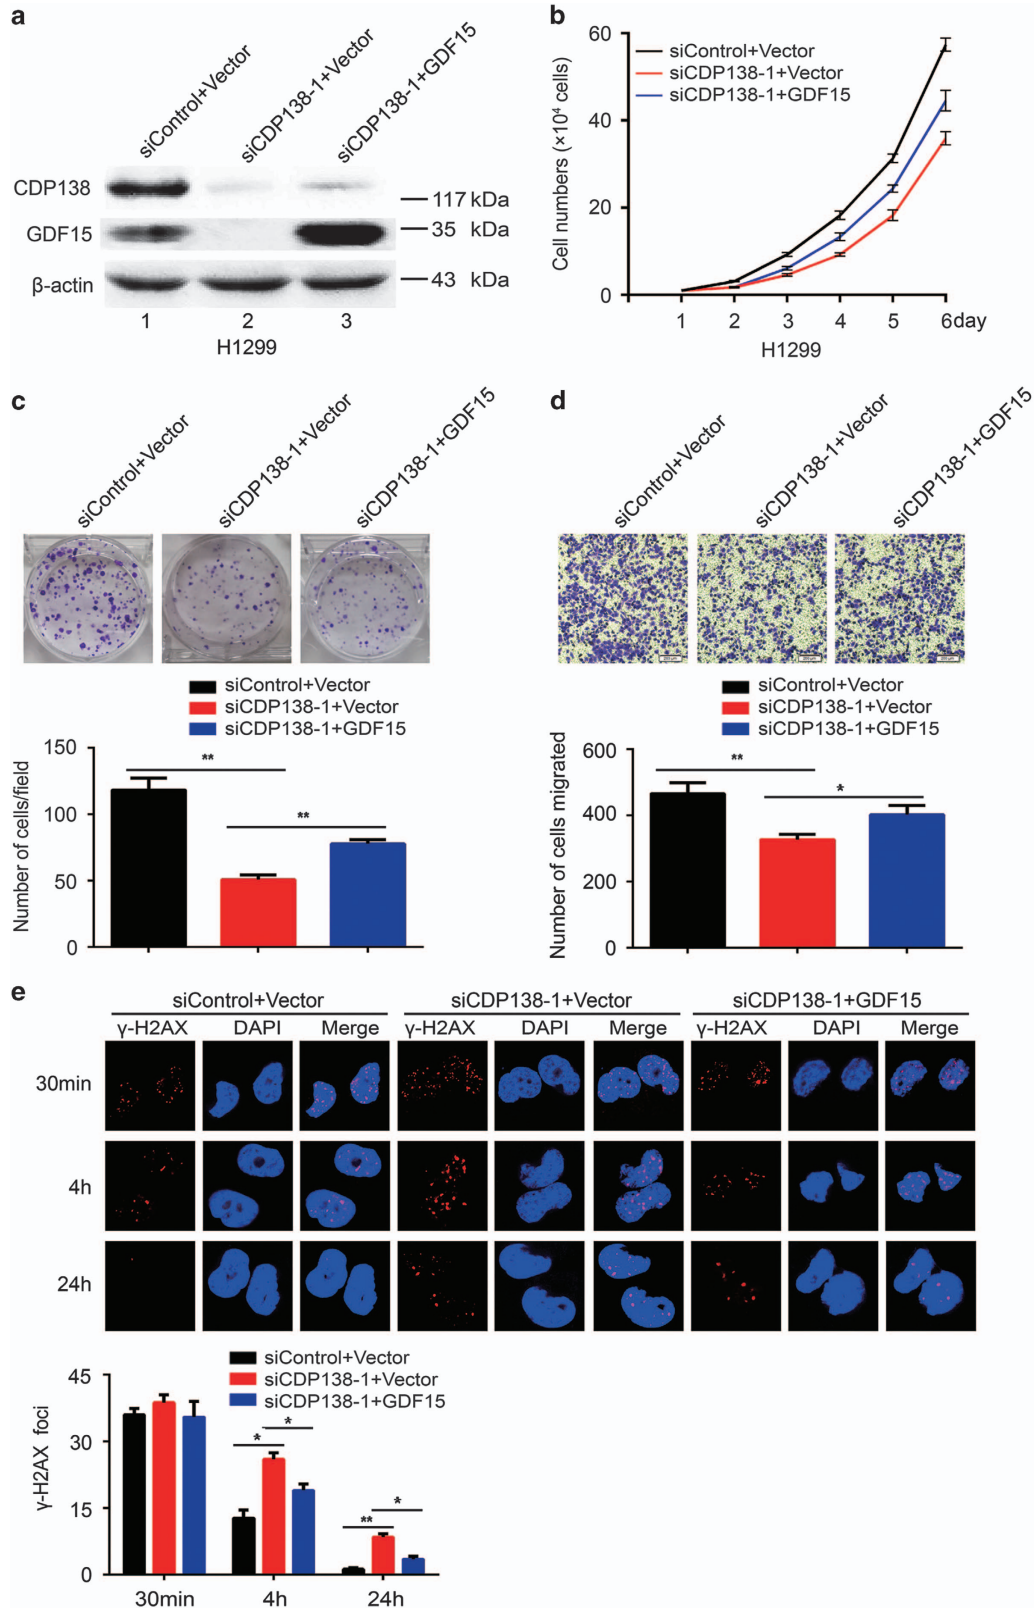 a
siControl+Vector
siCDP138-1+Vector
siCDP138-1+GDF15
CDP138
117 kDa
GDF15
35 kDa
β-actin
43 kDa
1 2 3
H1299
b
siControl+Vector
siCDP138-1+Vector
siCDP138-1+GDF15
Cell numbers (×10⁴ cells)
60
40
20
0
1 2 3 4 5 6day
H1299
c
siControl+Vector
siCDP138-1+Vector
siCDP138-1+GDF15
siControl+Vector
siCDP138-1+Vector
siCDP138-1+GDF15
Number of cells/field
150
100
50
0
**
**
d
siControl+Vector
siCDP138-1+Vector
siCDP138-1+GDF15
siControl+Vector
siCDP138-1+Vector
siCDP138-1+GDF15
Number of cells migrated
600
400
200
0
**
*
e
siControl+Vector siCDP138-1+Vector siCDP138-1+GDF15
γ-H2AX DAPI Merge γ-H2AX DAPI Merge γ-H2AX DAPI Merge
30min
4h
24h
siControl+Vector
siCDP138-1+Vector
siCDP138-1+GDF15
γ-H2AX foci
45
30
15
0
*
*
**
*
30min 4h 24h